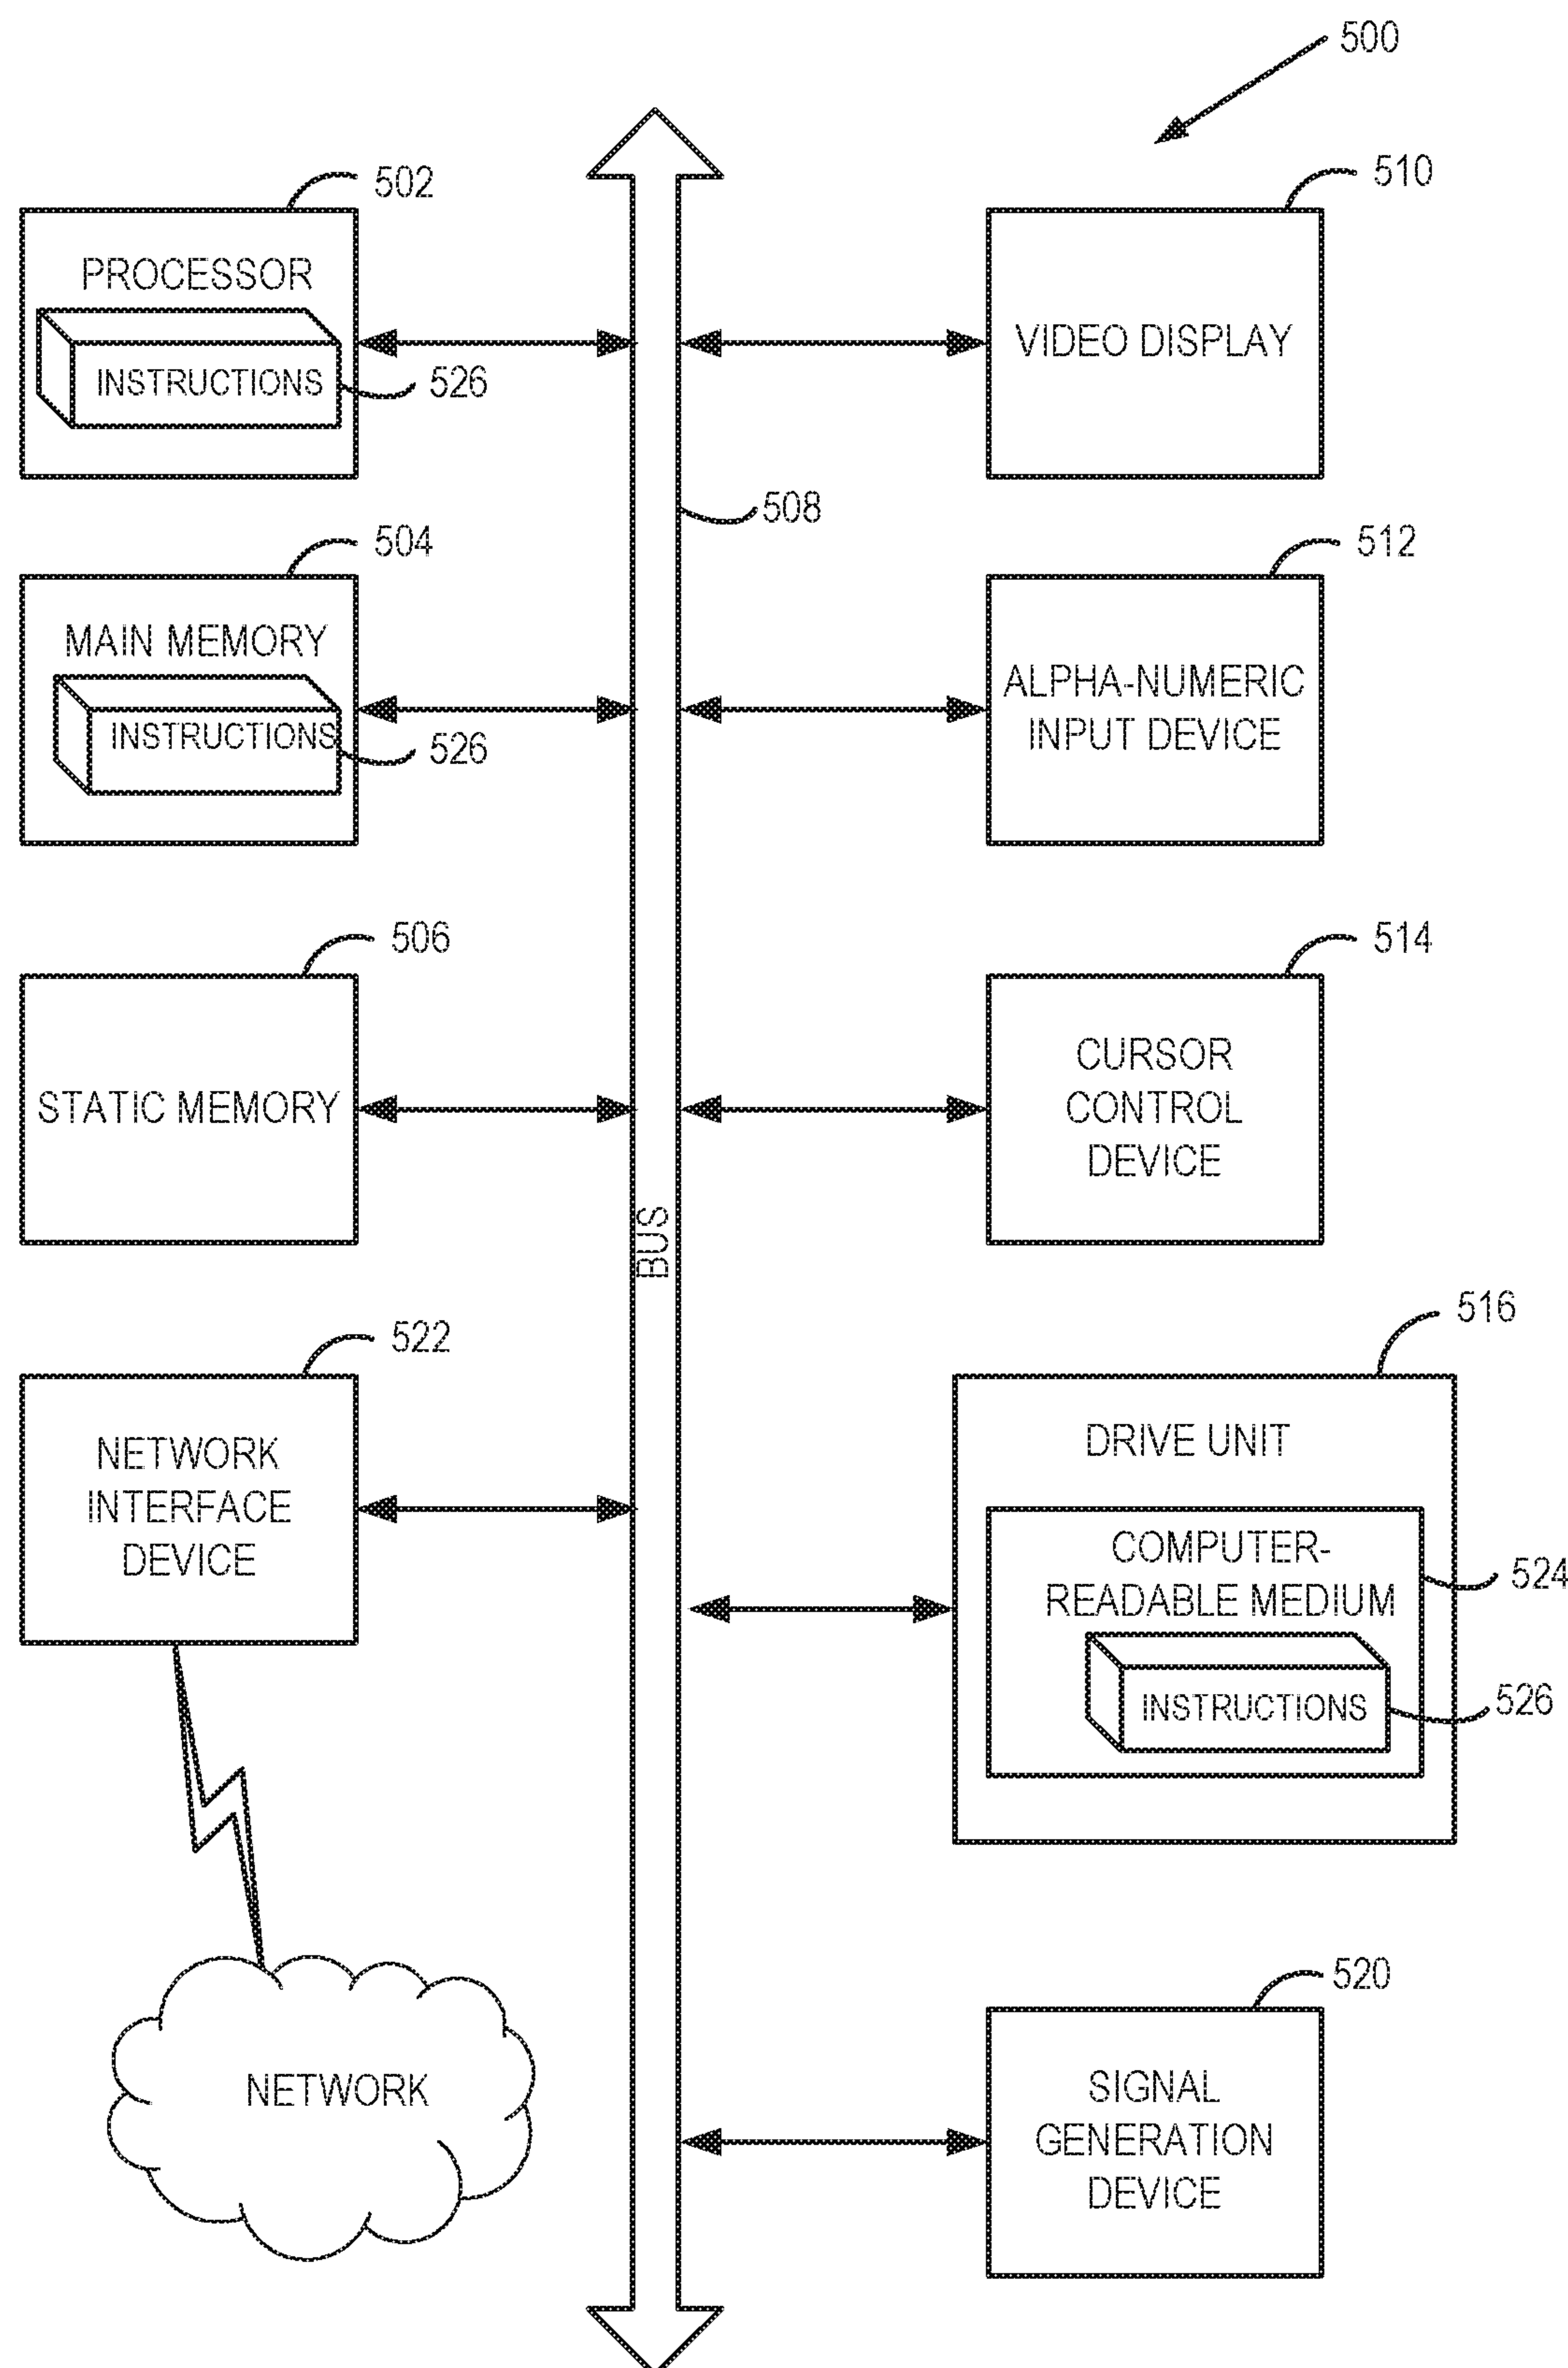 500
502
PROCESSOR
INSTRUCTIONS
526
510
VIDEO DISPLAY
508
504
MAIN MEMORY
INSTRUCTIONS
526
512
ALPHA-NUMERIC
INPUT DEVICE
506
STATIC MEMORY
514
CURSOR
CONTROL
DEVICE
BUS
522
NETWORK
INTERFACE
DEVICE
516
DRIVE UNIT
COMPUTER-
READABLE MEDIUM
524
INSTRUCTIONS
526
NETWORK
520
SIGNAL
GENERATION
DEVICE